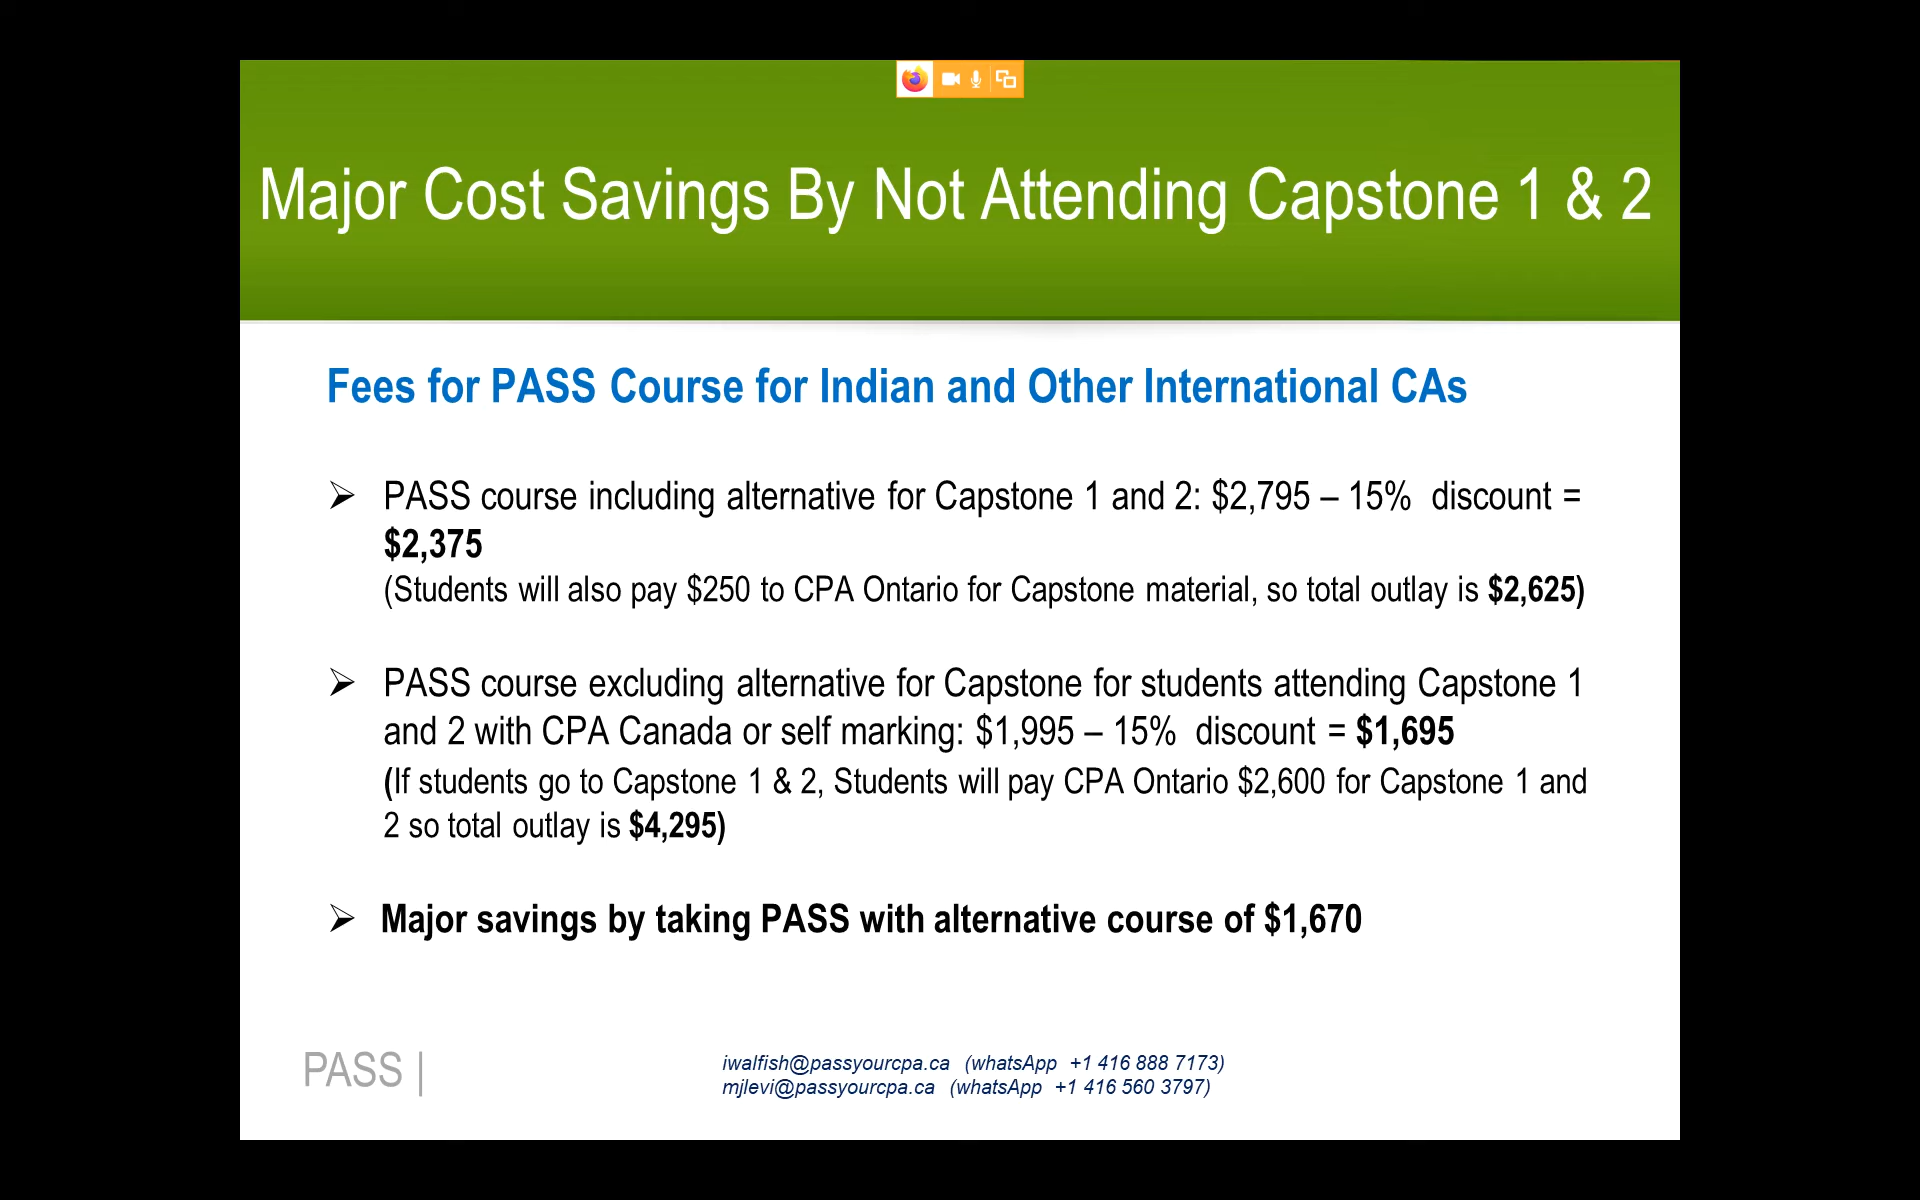 Major Cost Savings By Not Attending Capstone 1 & 2
Fees for PASS Course for Indian and Other International CAs
➢ PASS course including alternative for Capstone 1 and 2: $2,795 – 15% discount =
$2,375
(Students will also pay $250 to CPA Ontario for Capstone material, so total outlay is $2,625)
➢ PASS course excluding alternative for Capstone for students attending Capstone 1
and 2 with CPA Canada or self marking: $1,995 – 15% discount = $1,695
(If students go to Capstone 1 & 2, Students will pay CPA Ontario $2,600 for Capstone 1 and
2 so total outlay is $4,295)
➢ Major savings by taking PASS with alternative course of $1,670
PASS |
iwalfish@passyourcpa.ca (whatsApp +1 416 888 7173)
mjlevi@passyourcpa.ca (whatsApp +1 416 560 3797)